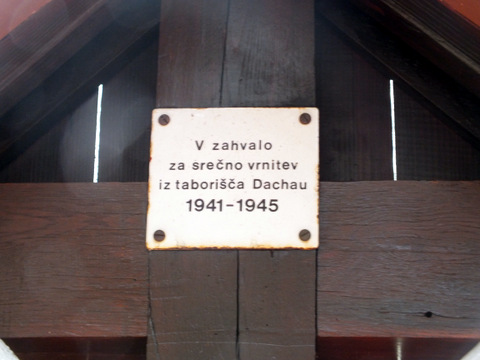 V zahvalo
za srečno vrnitev
iz taborišča Dachau
1941-1945